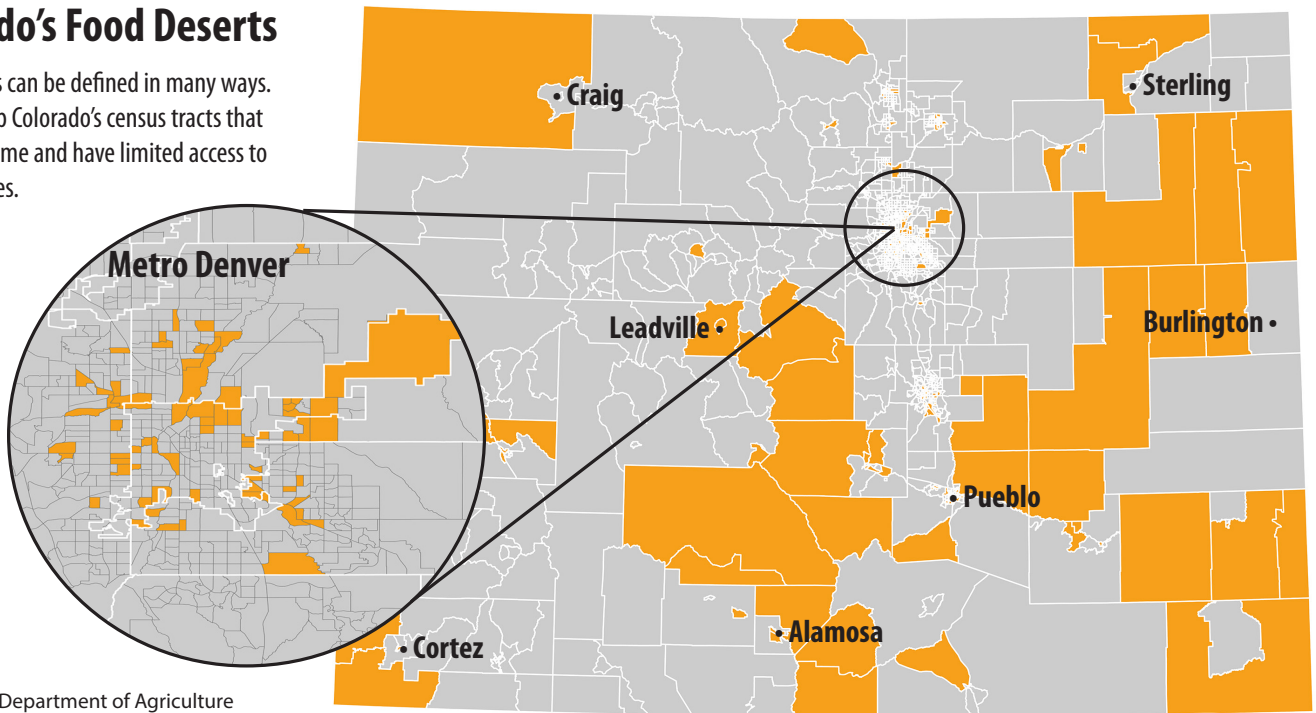 do's Food Deserts
s can be defined in many ways.
o Colorado's census tracts that
me and have limited access to
es.
Metro Denver
Craig
Sterling
Leadville
Burlington
Pueblo
Alamosa
Cortez
Department of Agriculture